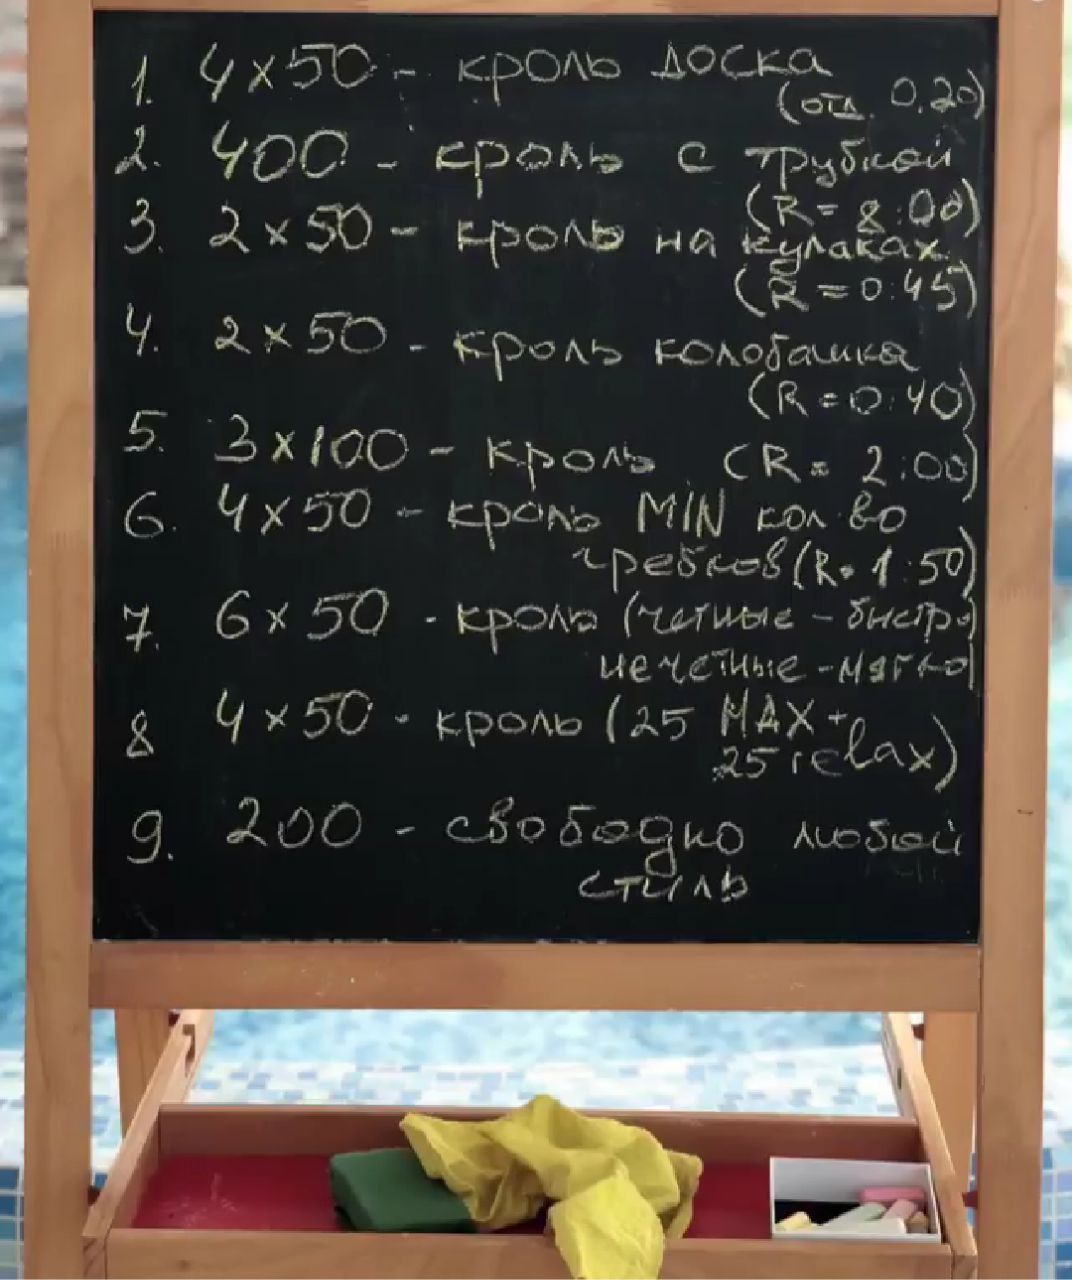 1. 4×50 - кроль доска
(отд. 0.20)
2. 400 - кроль с трубкой
(R= 8:00)
3. 2×50 - кроль на кулаках
(R=0:45)
4. 2×50 - кроль колобашка
(R=0:40)
5. 3×100 - кроль (R= 2:00)
6. 4×50 - кроль MIN кол во
гребков (R= 1:50)
7. 6×50 - кроль (четные - быстро
нечетные - мягко)
8 4×50 - кроль (25 MAX +
25 relax)
9. 200 - свободно любой
стиль